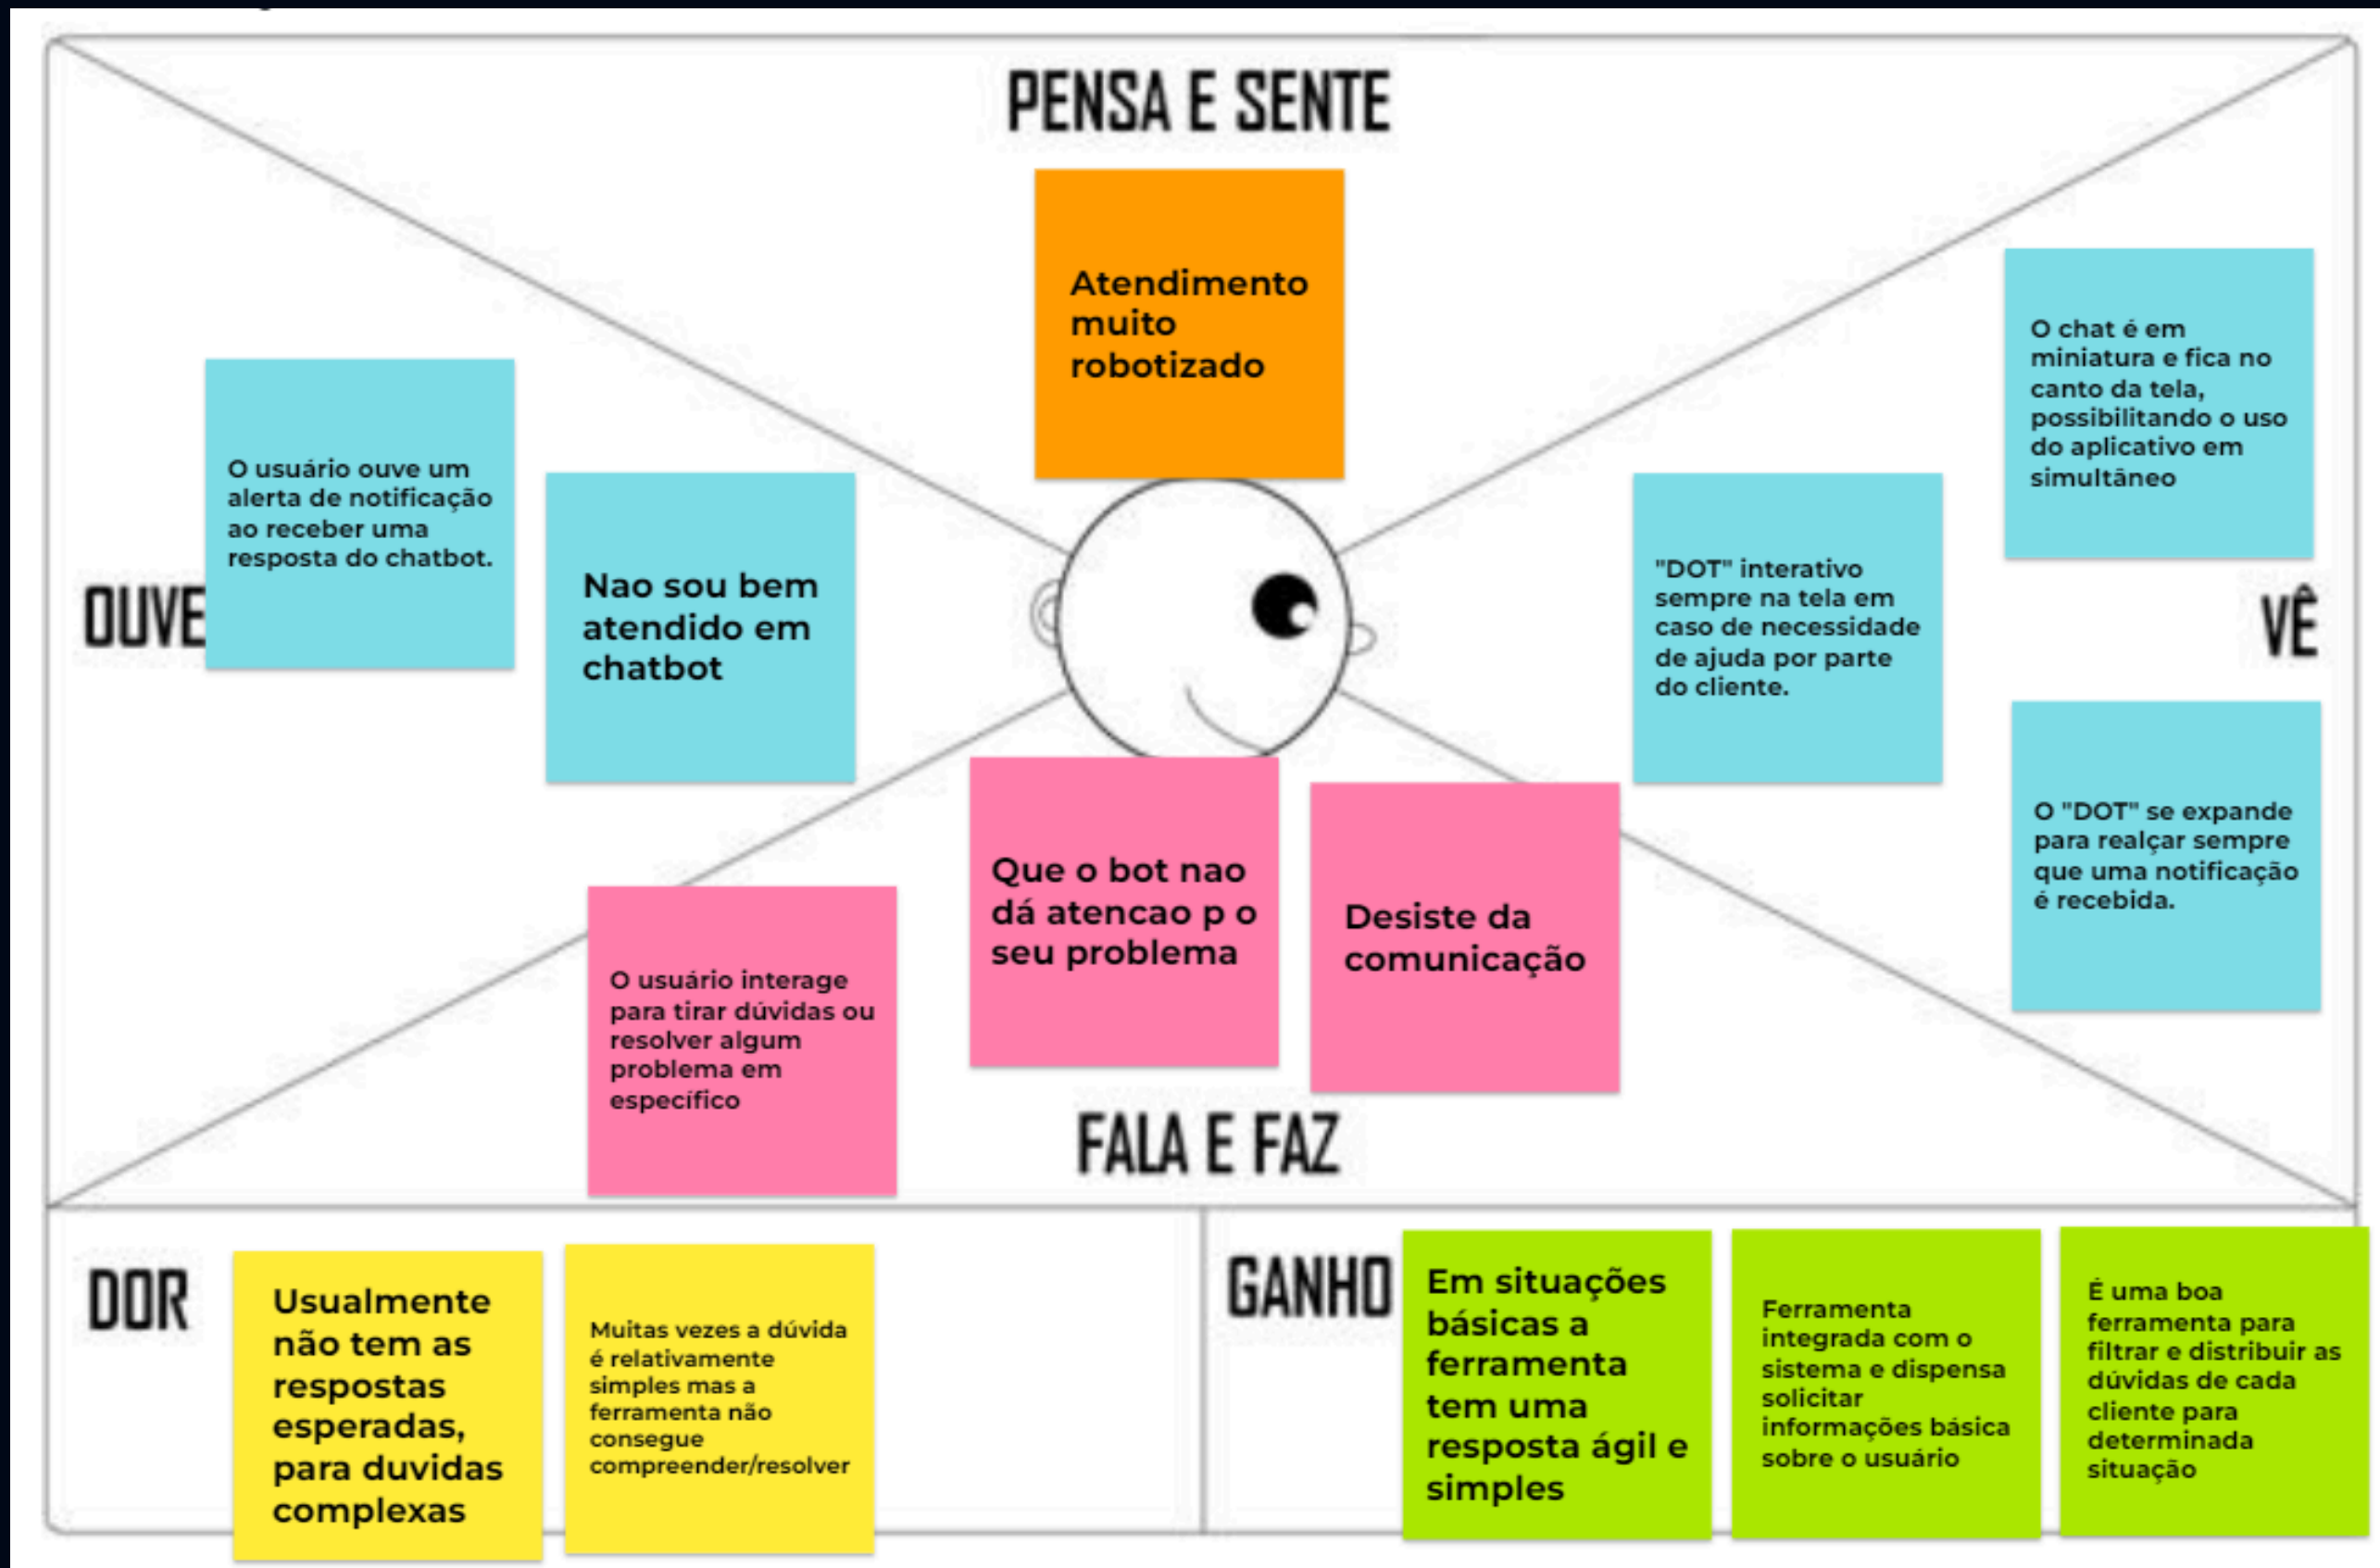 PENSA E SENTE
Atendimento
muito
robotizado
OUVE
O usuário ouve um
alerta de notificação
ao receber uma
resposta do chatbot.
Nao sou bem
atendido em
chatbot
O chat é em
miniatura e fica no
canto da tela,
possibilitando o uso
do aplicativo em
simultâneo
"DOT" interativo
sempre na tela em
caso de necessidade
de ajuda por parte
do cliente.
VÊ
O "DOT" se expande
para realçar sempre
que uma notificação
é recebida.
O usuário interage
para tirar dúvidas ou
resolver algum
problema em
específico
Que o bot nao
dá atencao p o
seu problema
Desiste da
comunicação
FALA E FAZ
DOR
Usualmente
não tem as
respostas
esperadas,
para duvidas
complexas
Muitas vezes a dúvida
é relativamente
simples mas a
ferramenta não
consegue
compreender/resolver
GANHO
Em situações
básicas a
ferramenta
tem uma
resposta ágil e
simples
Ferramenta
integrada com o
sistema e dispensa
solicitar
informações básica
sobre o usuário
É uma boa
ferramenta para
filtrar e distribuir as
dúvidas de cada
cliente para
determinada
situação